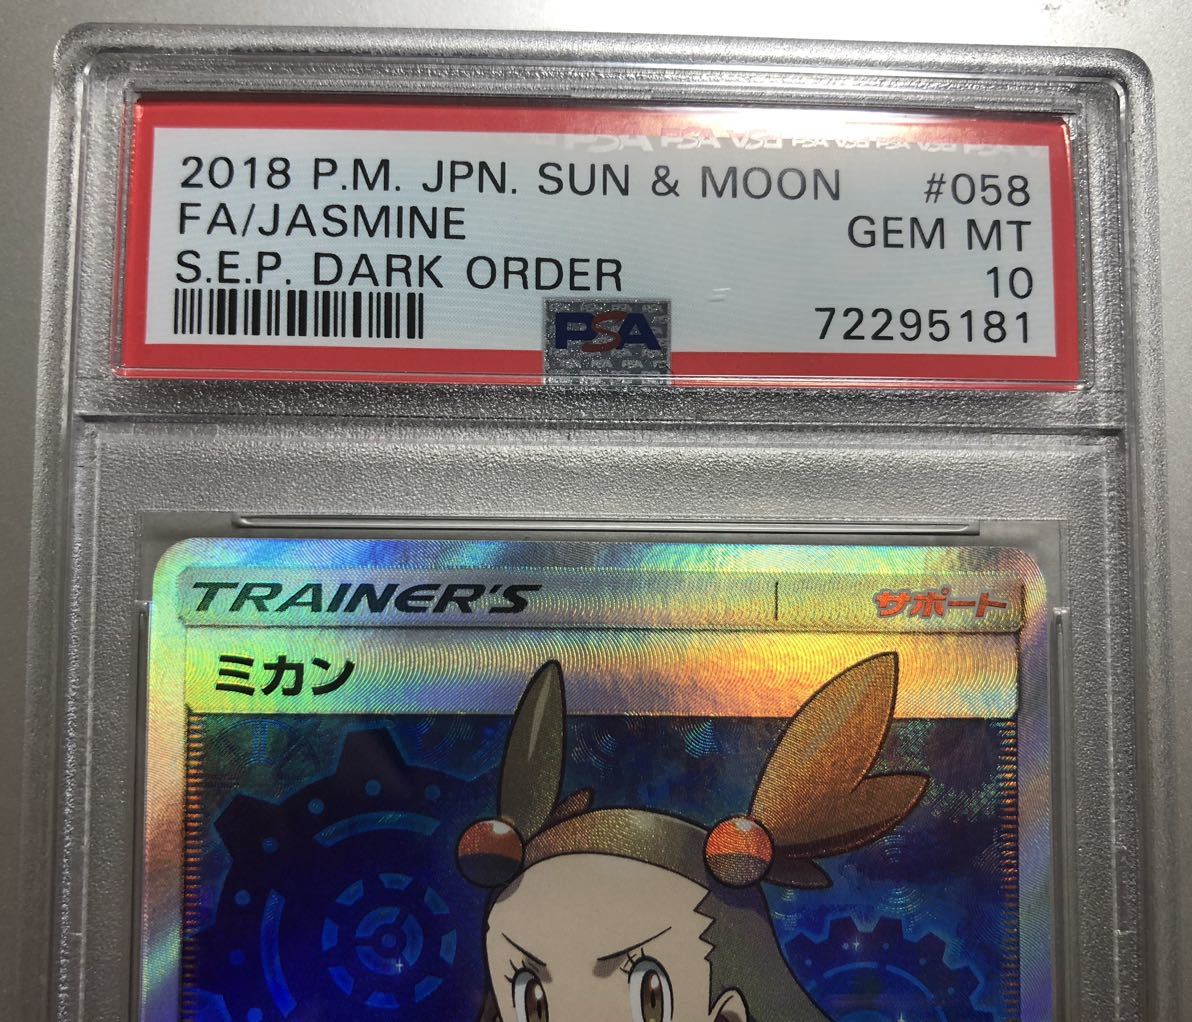 2018 P.M. JPN. SUN & MOON #058
FA/JASMINE GEM MT
S.E.P. DARK ORDER 10
72295181
PSA
TRAINER'S サポート
ミカン